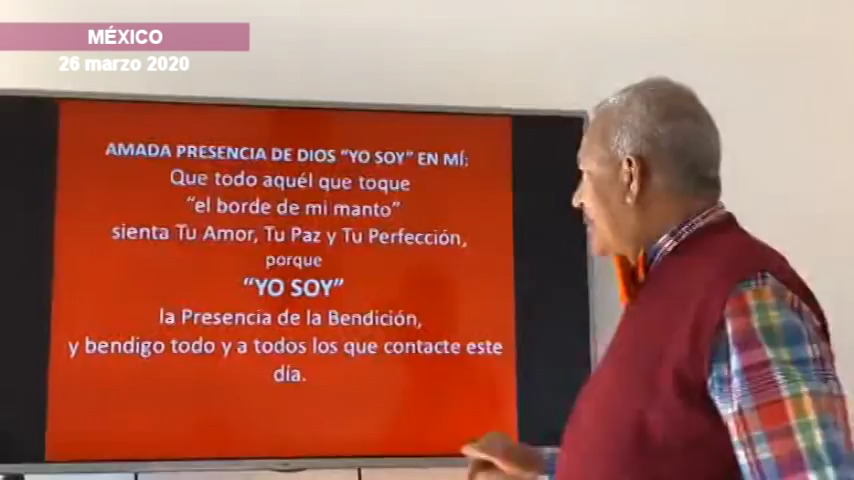 MÉXICO
26 marzo 2020
AMADA PRESENCIA DE DIOS “YO SOY” EN MÍ:
Que todo aquél que toque
“el borde de mi manto”
sienta Tu Amor, Tu Paz y Tu Perfección,
porque
“YO SOY”
la Presencia de la Bendición,
y bendigo todo y a todos los que contacte este
día.